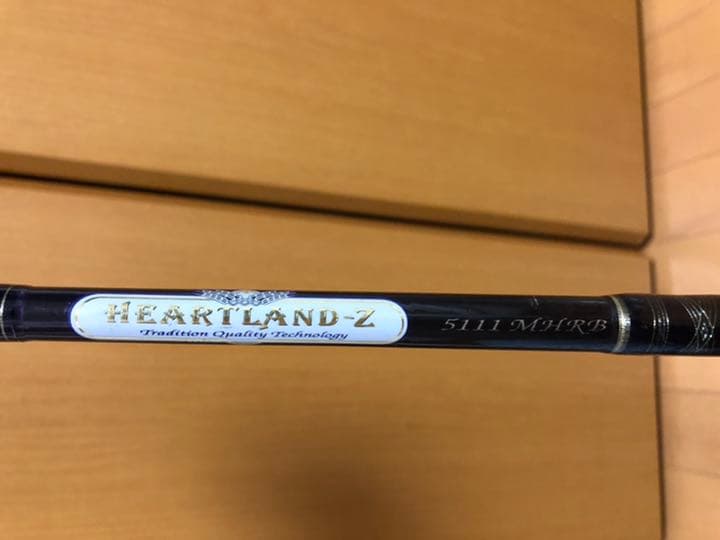 HEARTLAND-Z
Tradition Quality Technology
5111 MHRB